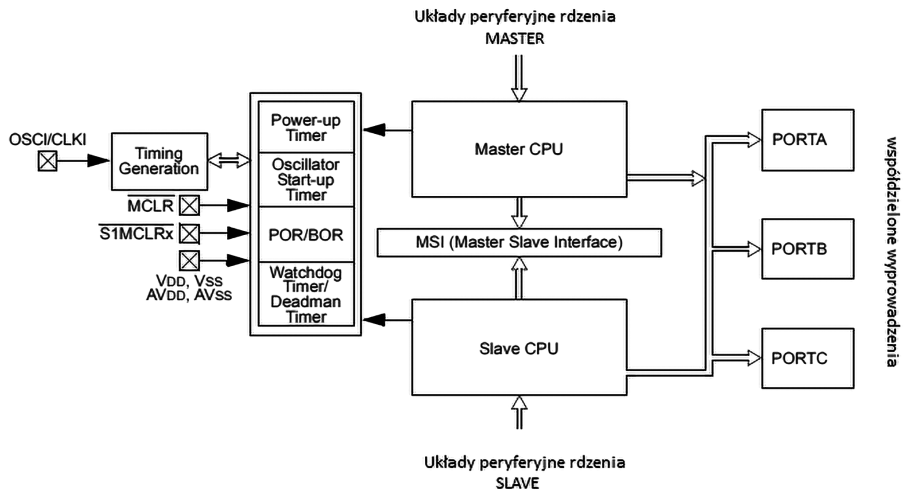 Układy peryferyjne rdzenia
MASTER
OSCI/CLKI
Timing
Generation
MCLR
S1MCLRx
VDD, VSS
AVDD, AVSS
Power-up
Timer
Oscillator
Start-up
Timer
POR/BOR
Watchdog
Timer/
Deadman
Timer
Master CPU
MSI (Master Slave Interface)
Slave CPU
PORTA
PORTB
PORTC
współdzielone wyprowadzenia
Układy peryferyjne rdzenia
SLAVE